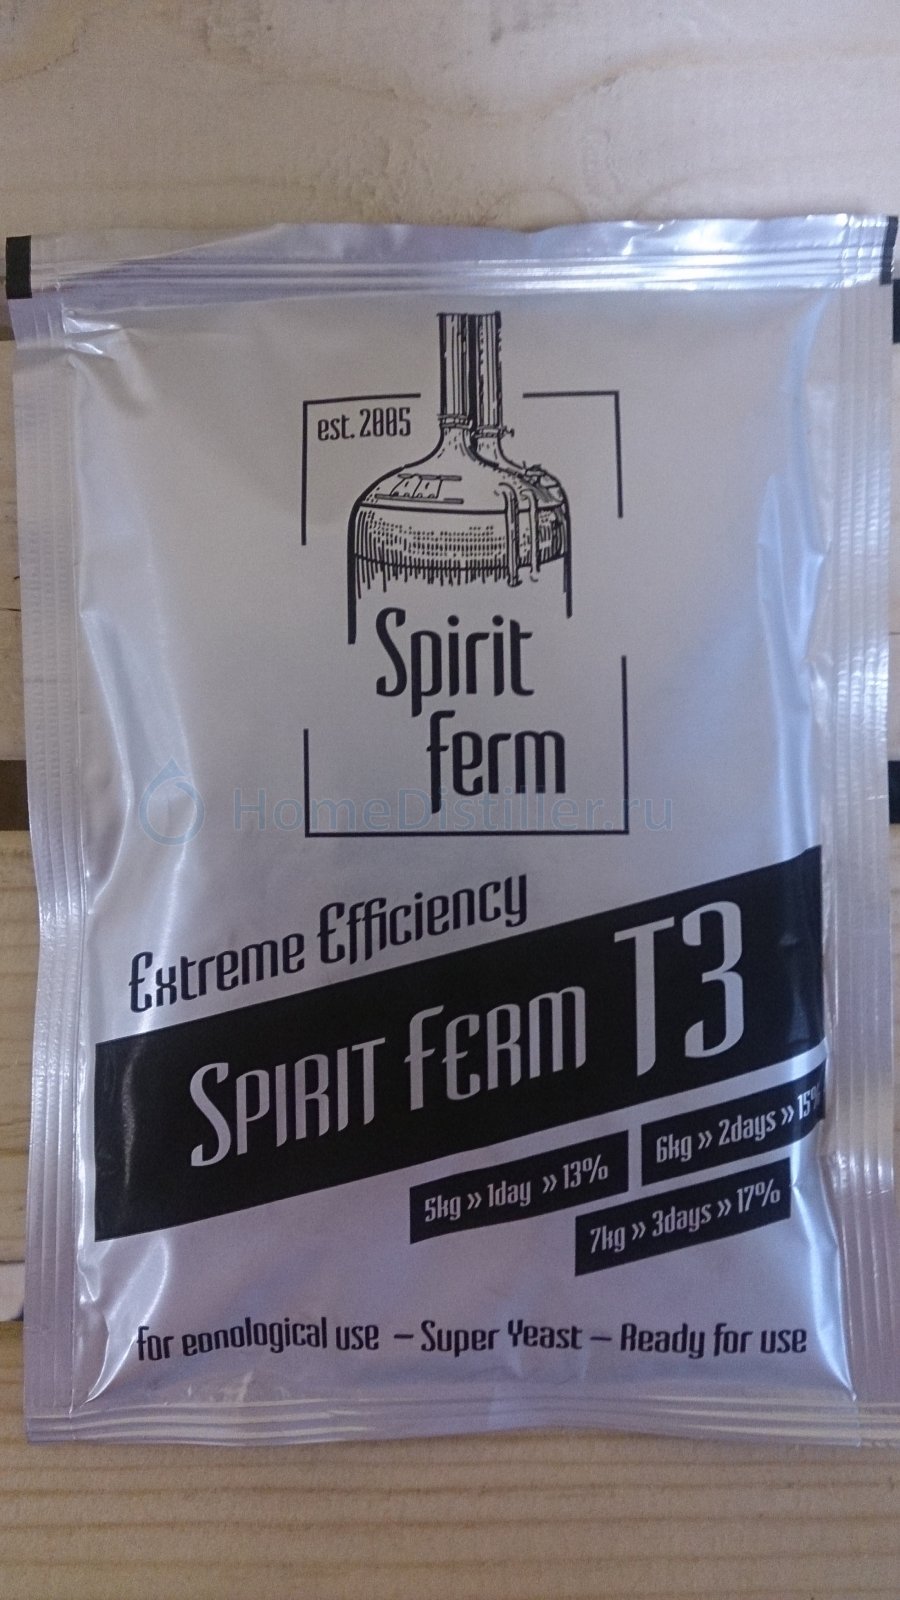 est. 2005
Spirit
Ferm
HomeDistiller.ru
Extreme Efficiency
SPIRIT FERM T3
5kg » 1day » 13%
6kg » 2days » 15%
7kg » 3days » 17%
for eonological use – Super Yeast – Ready for use